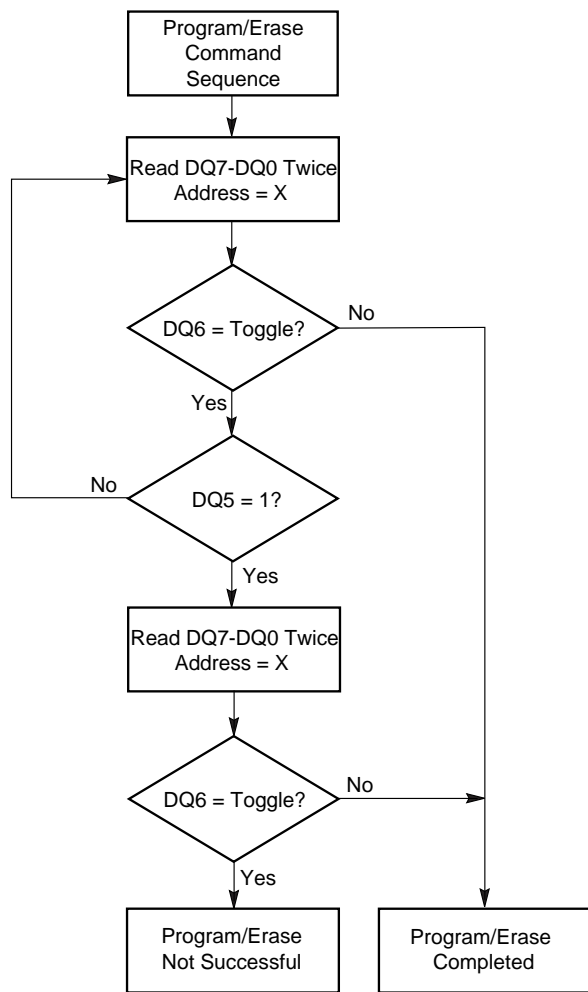 Program/Erase
Command
Sequence
Read DQ7-DQ0 Twice
Address = X
DQ6 = Toggle?
No
Yes
DQ5 = 1?
No
Yes
Read DQ7-DQ0 Twice
Address = X
DQ6 = Toggle?
No
Yes
Program/Erase
Not Successful
Program/Erase
Completed